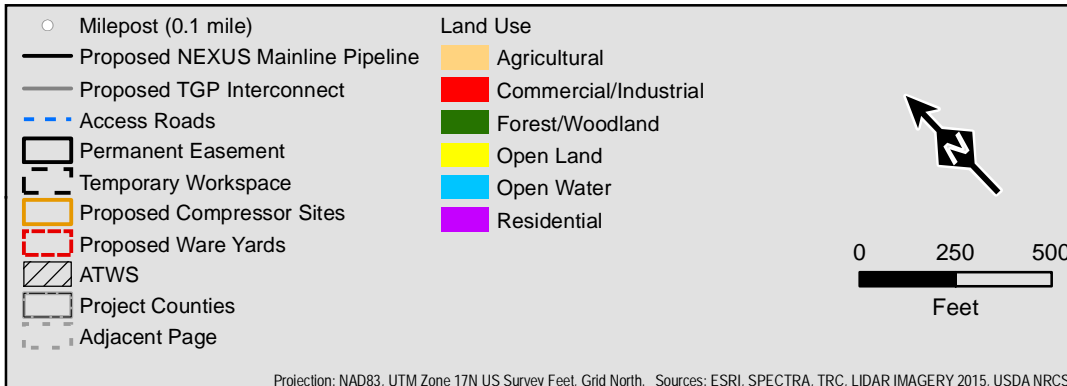 Milepost (0.1 mile)
Proposed NEXUS Mainline Pipeline
Proposed TGP Interconnect
Access Roads
Permanent Easement
Temporary Workspace
Proposed Compressor Sites
Proposed Ware Yards
ATWS
Project Counties
Adjacent Page
Land Use
Agricultural
Commercial/Industrial
Forest/Woodland
Open Land
Open Water
Residential
N
0 250 500
Feet
Projection: NAD83, UTM Zone 17N US Survey Feet, Grid North, Sources: ESRI, SPECTRA, TRC, LIDAR IMAGERY 2015, USDA NRCS